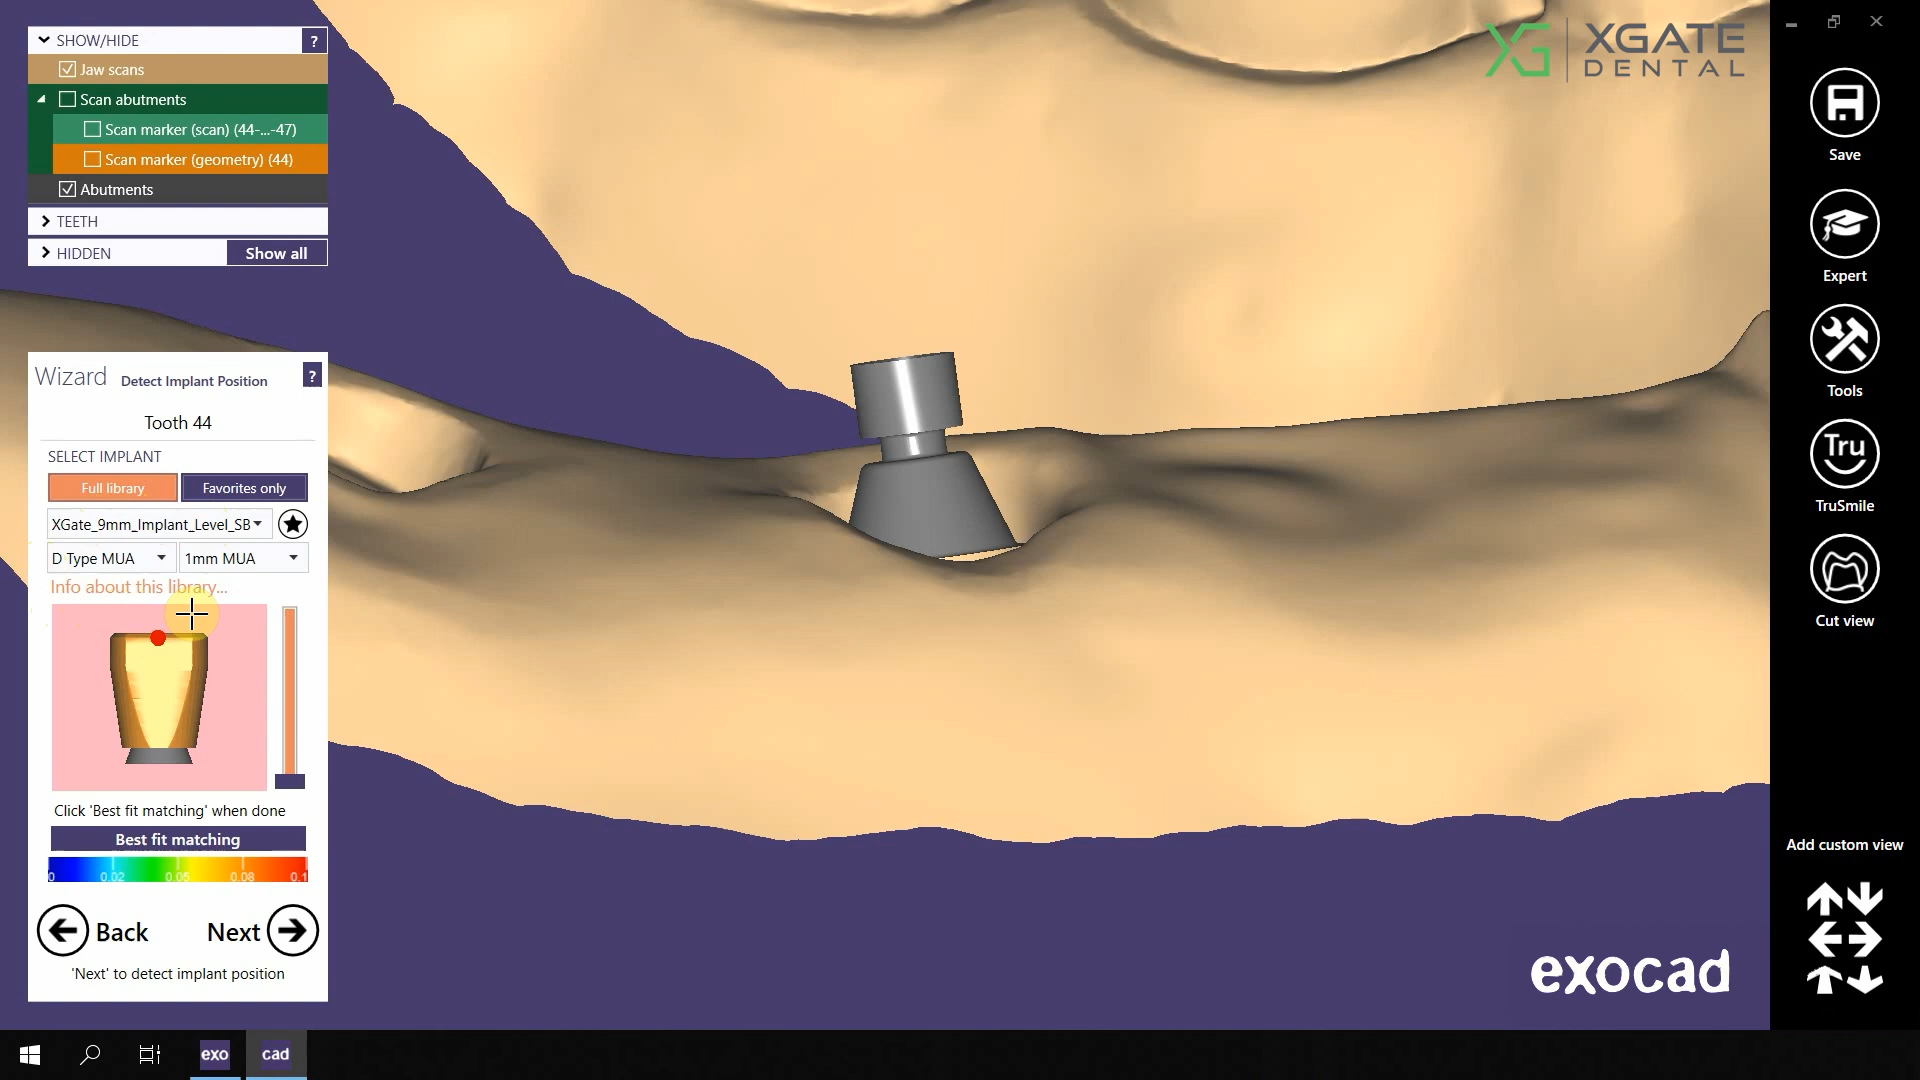 SHOW/HIDE
?
Jaw scans
Scan abutments
Scan marker (scan) (44-...-47)
Scan marker (geometry) (44)
Abutments
TEETH
HIDDEN
Show all
Wizard Detect Implant Position
?
Tooth 44
SELECT IMPLANT
Full library
Favorites only
XGate_9mm_Implant_Level_SB
D Type MUA
1mm MUA
Info about this library...
Click 'Best fit matching' when done
Best fit matching
0 0.02 0.05 0.08 0.1
Back
Next
'Next' to detect implant position
XG XGATE
DENTAL
Save
Expert
Tools
Tru
TruSmile
Cut view
Add custom view
exocad
exo
cad